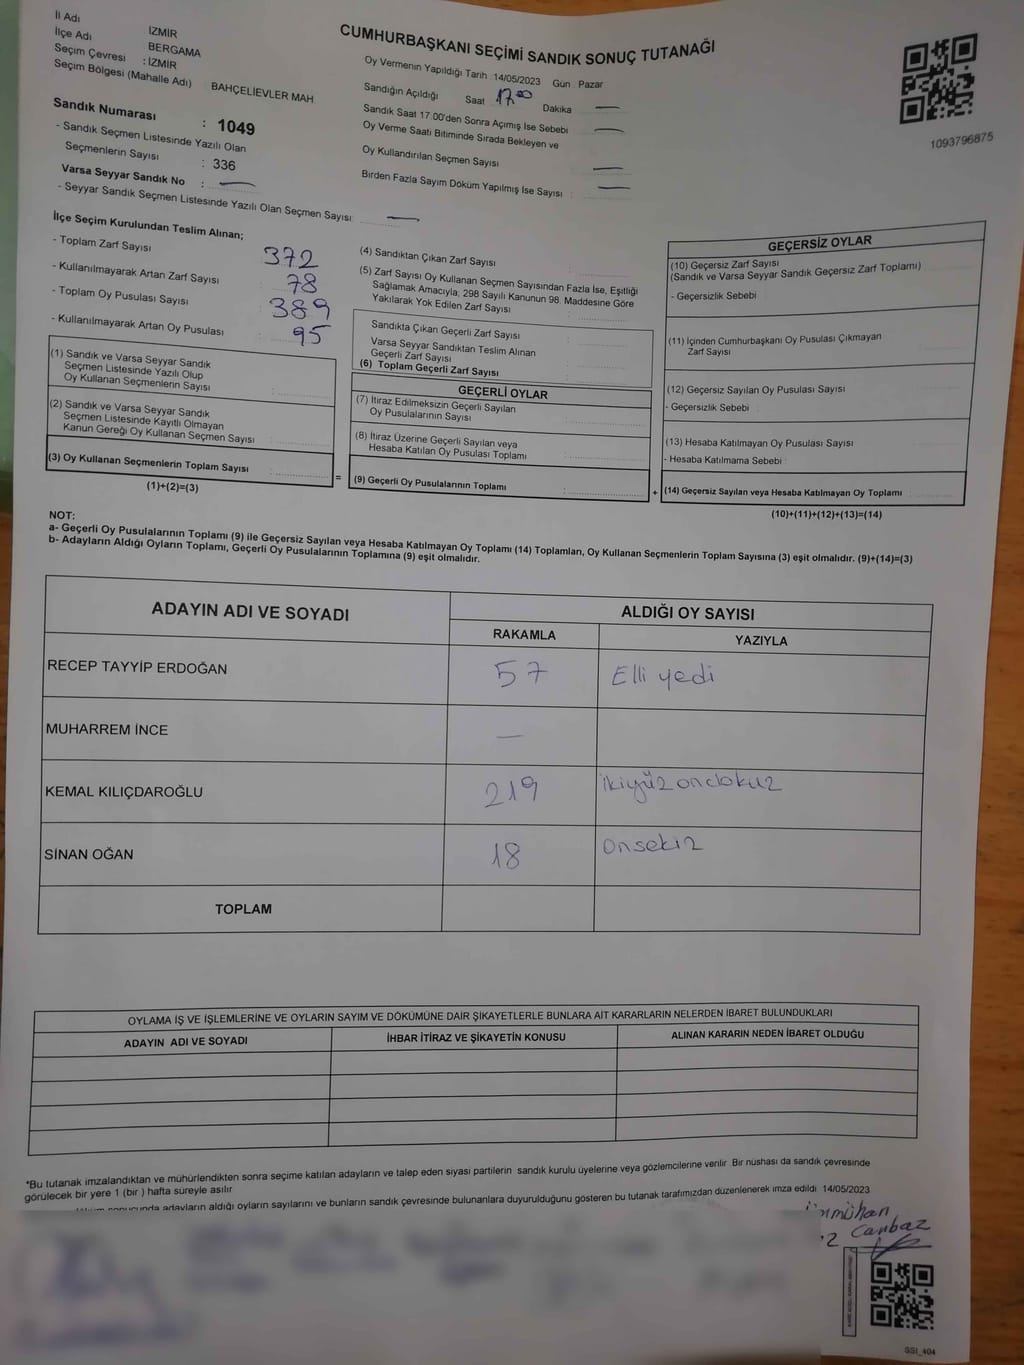 CUMHURBAŞKANI SEÇİMİ SANDIK SONUÇ TUTANAĞI
İl Adı İZMİR
İlçe Adı BERGAMA
Seçim Çevresi : İZMİR
Seçim Bölgesi (Mahalle Adı) BAHÇELİEVLER MAH.
Sandık Numarası : 1049
- Sandık Seçmen Listesinde Yazılı Olan
Seçmenlerin Sayısı : 336
Varsa Seyyar Sandık No : —
- Seyyar Sandık Seçmen Listesinde Yazılı Olan Seçmen Sayısı: —
Oy Vermenin Yapıldığı Tarih 14/05/2023 Gün Pazar
Sandığın Açıldığı Saat 17.00 Dakika —
Sandık Saat 17:00'den Sonra Açımış İse Sebebi —
Oy Verme Saati Bitiminde Sırada Bekleyen ve
Oy Kullandırılan Seçmen Sayısı —
Birden Fazla Sayım Döküm Yapılmış İse Sayısı : —
1093796875
İlçe Seçim Kurulundan Teslim Alınan;
- Toplam Zarf Sayısı 372
- Kullanılmayarak Artan Zarf Sayısı 78
- Toplam Oy Pusulası Sayısı 389
- Kullanılmayarak Artan Oy Pusulası 95
(1) Sandık ve Varsa Seyyar Sandık
Seçmen Listesinde Yazılı Olup
Oy Kullanan Seçmenlerin Sayısı :
(2) Sandık ve Varsa Seyyar Sandık
Seçmen Listesinde Kayıtlı Olmayan
Kanun Gereği Oy Kullanan Seçmen Sayısı :
(3) Oy Kullanan Seçmenlerin Toplam Sayısı :
(1)+(2)=(3)
(4) Sandıktan Çıkan Zarf Sayısı :
(5) Zarf Sayısı Oy Kullanan Seçmen Sayısından Fazla İse, Eşitliği
Sağlamak Amacıyla, 298 Sayılı Kanunun 98. Maddesine Göre
Yakılarak Yok Edilen Zarf Sayısı :
Sandıkta Çıkan Geçerli Zarf Sayısı :
Varsa Seyyar Sandıktan Teslim Alınan
Geçerli Zarf Sayısı :
(6) Toplam Geçerli Zarf Sayısı :
GEÇERLİ OYLAR
(7) İtiraz Edilmeksizin Geçerli Sayılan
Oy Pusulalarının Sayısı :
(8) İtiraz Üzerine Geçerli Sayılan veya
Hesaba Katılan Oy Pusulası Toplamı :
= (9) Geçerli Oy Pusulalarının Toplamı :
GEÇERSİZ OYLAR
(10) Geçersiz Zarf Sayısı
(Sandık ve Varsa Seyyar Sandık Geçersiz Zarf Toplamı)
- Geçersizlik Sebebi
(11) İçinden Cumhurbaşkanı Oy Pusulası Çıkmayan
Zarf Sayısı
(12) Geçersiz Sayılan Oy Pusulası Sayısı
- Geçersizlik Sebebi
(13) Hesaba Katılmayan Oy Pusulası Sayısı
- Hesaba Katılmama Sebebi :
+ (14) Geçersiz Sayılan veya Hesaba Katılmayan Oy Toplamı
(10)+(11)+(12)+(13)=(14)
NOT:
a- Geçerli Oy Pusulalarının Toplamı (9) ile Geçersiz Sayılan veya Hesaba Katılmayan Oy Toplamı (14) Toplamları, Oy Kullanan Seçmenlerin Toplam Sayısına (3) eşit olmalıdır. (9)+(14)=(3)
b- Adayların Aldığı Oyların Toplamı, Geçerli Oy Pusulalarının Toplamına (9) eşit olmalıdır.
ADAYIN ADI VE SOYADI ALDIĞI OY SAYISI
RAKAMLA YAZIYLA
RECEP TAYYİP ERDOĞAN 57 Elli yedi
MUHARREM İNCE —
KEMAL KILIÇDAROĞLU 219 ikiyüz ondokuz
SİNAN OĞAN 18 onsekiz
TOPLAM
OYLAMA İŞ VE İŞLEMLERİNE VE OYLARIN SAYIM VE DÖKÜMÜNE DAİR ŞİKAYETLERLE BUNLARA AİT KARARLARIN NELERDEN İBARET BULUNDUKLARI
ADAYIN ADI VE SOYADI İHBAR İTİRAZ VE ŞİKAYETİN KONUSU ALINAN KARARIN NEDEN İBARET OLDUĞU
*Bu tutanak imzalandıktan ve mühürlendikten sonra seçime katılan adayların ve talep eden siyasi partilerin sandık kurulu üyelerine veya gözlemcilerine verilir. Bir nüshası da sandık çevresinde
görülecek bir yere 1 (bir) hafta süreyle asılır
adayların aldığı oyların sayılarını ve bunların sandık çevresinde bulunanlara duyurulduğunu gösteren bu tutanak tarafımızdan düzenlenerek imza edildi 14/05/2023
Canbaz
SSI_404